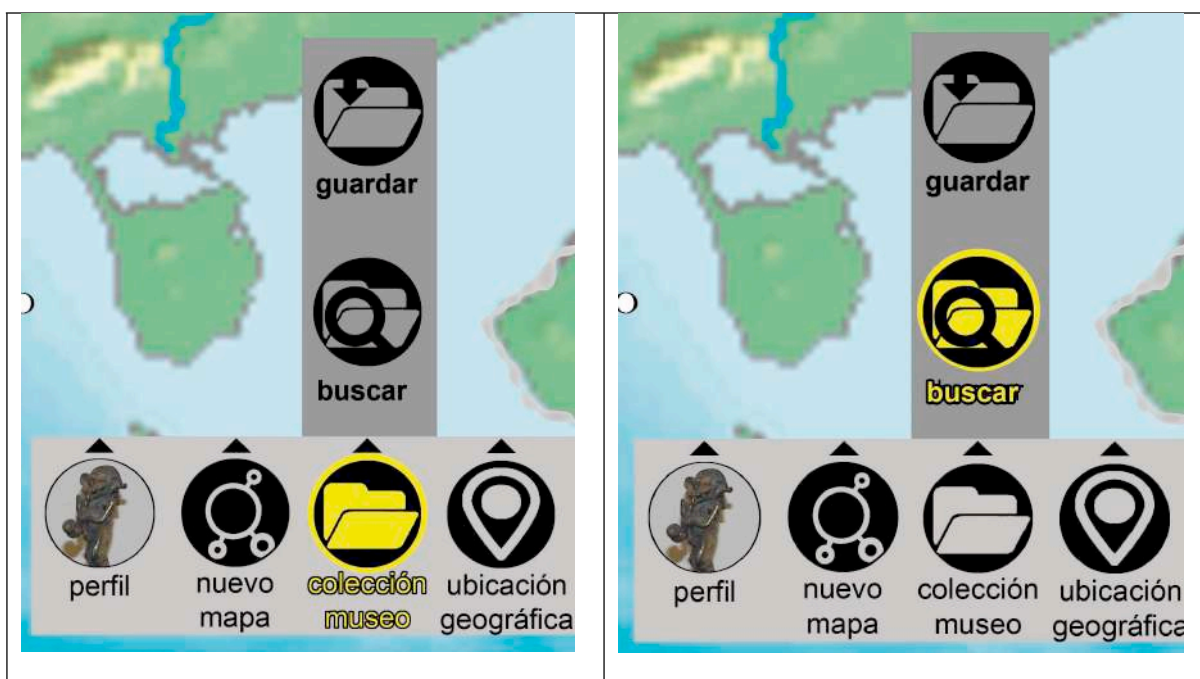 guardar
buscar
perfil
nuevo
mapa
colección
museo
ubicación
geográfica
guardar
buscar
perfil
nuevo
mapa
colección
museo
ubicación
geográfica